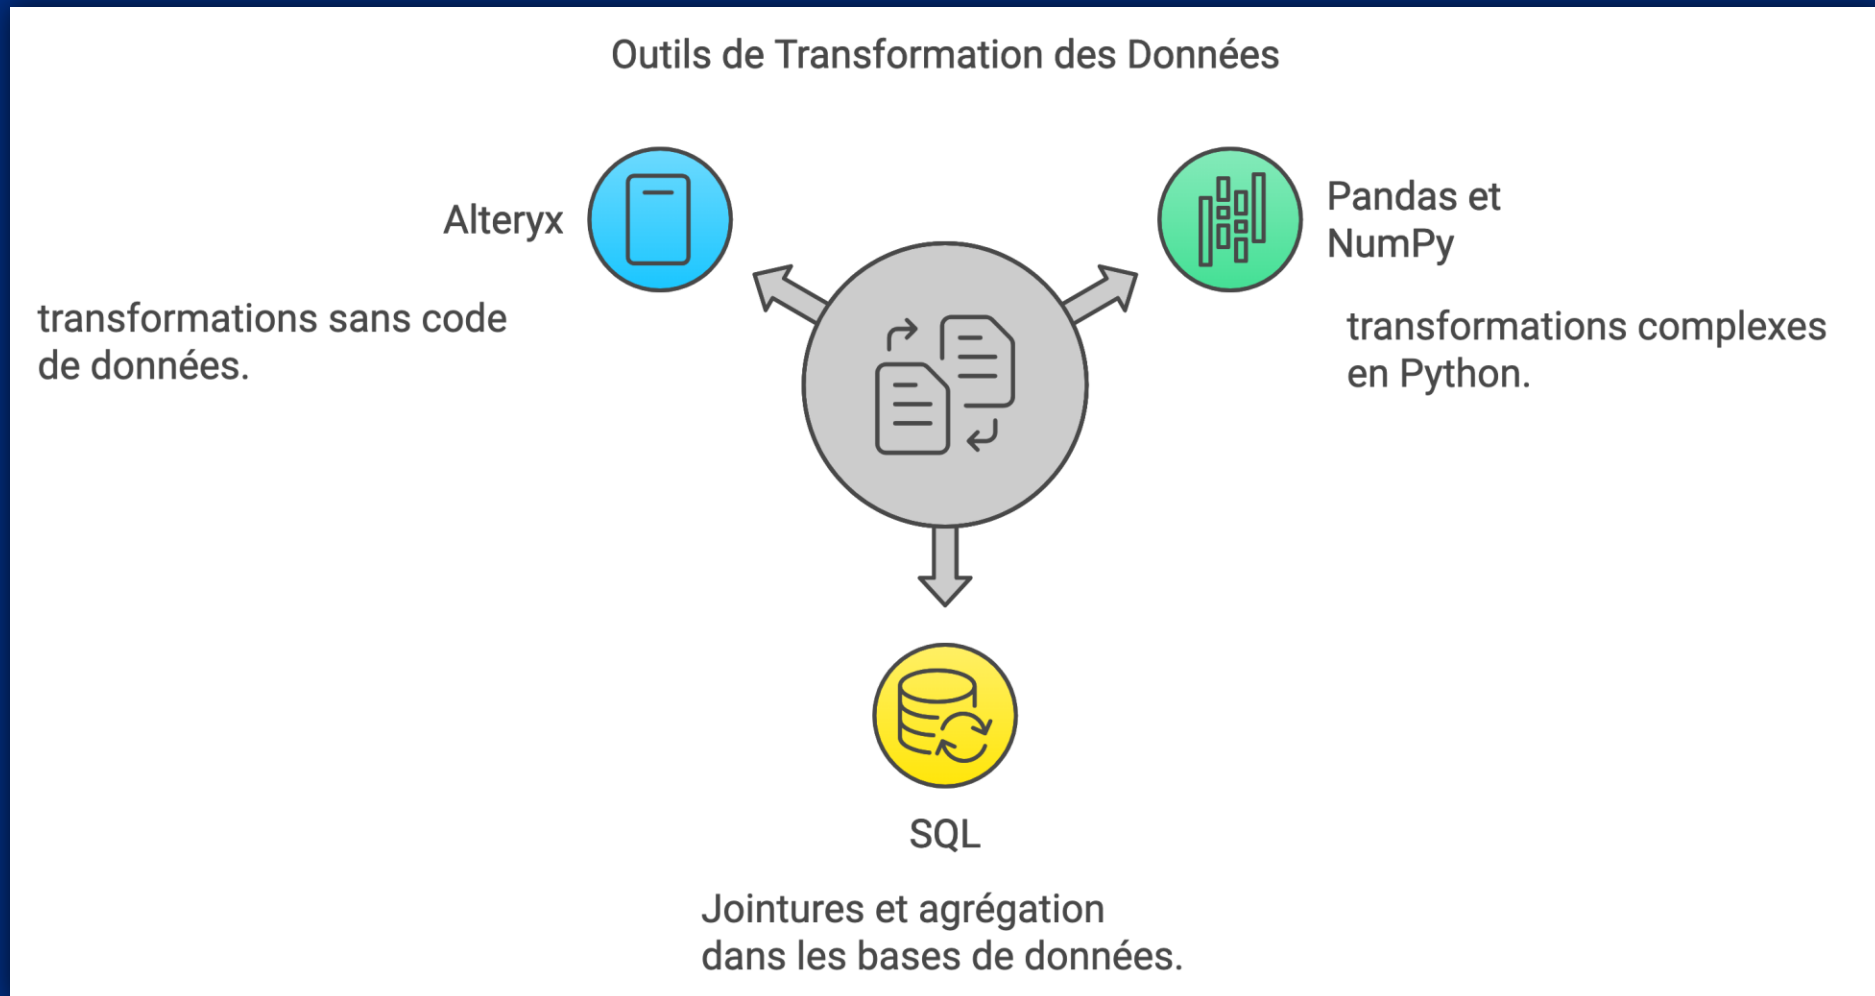 Outils de Transformation des Données
Alteryx
transformations sans code
de données.
Pandas et
NumPy
transformations complexes
en Python.
SQL
Jointures et agrégation
dans les bases de données.